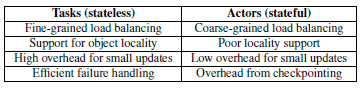 Tasks (stateless) Actors (stateful)
Fine-grained load balancing Coarse-grained load balancing
Support for object locality Poor locality support
High overhead for small updates Low overhead for small updates
Efficient failure handling Overhead from checkpointing